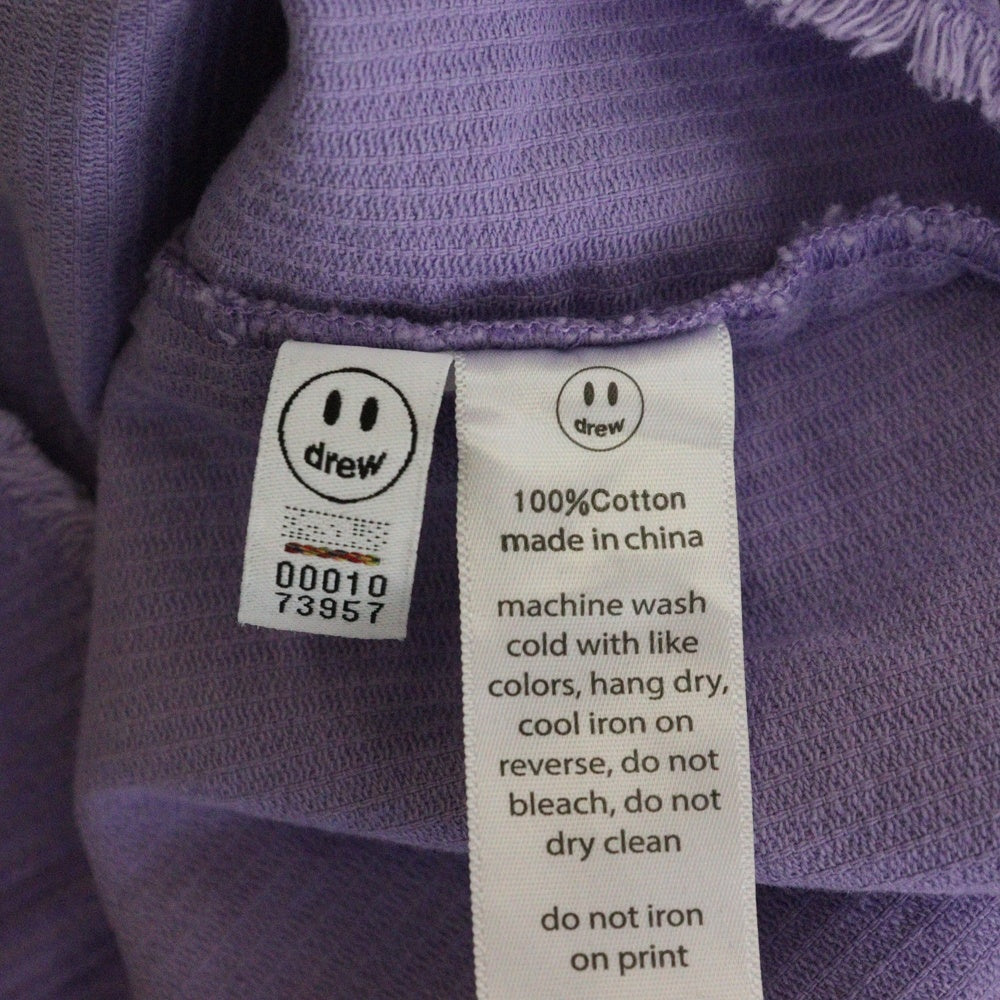 drew
00010
73957
drew
100%Cotton
made in china
machine wash
cold with like
colors, hang dry,
cool iron on
reverse, do not
bleach, do not
dry clean
do not iron
on print